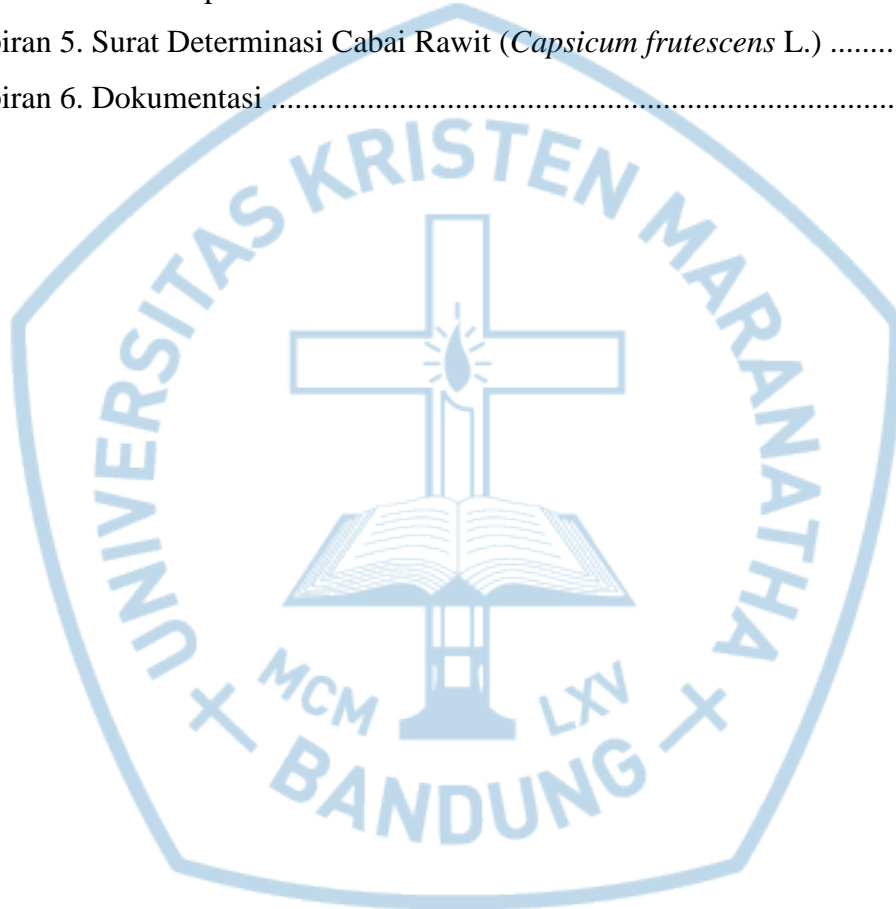 piran 5. Surat Determinasi Cabai Rawit (Capsicum frutescens L.) ........
piran 6. Dokumentasi ..............................................................................
UNIVERSITAS KRISTEN MARANATHA
MCM LXV
BANDUNG